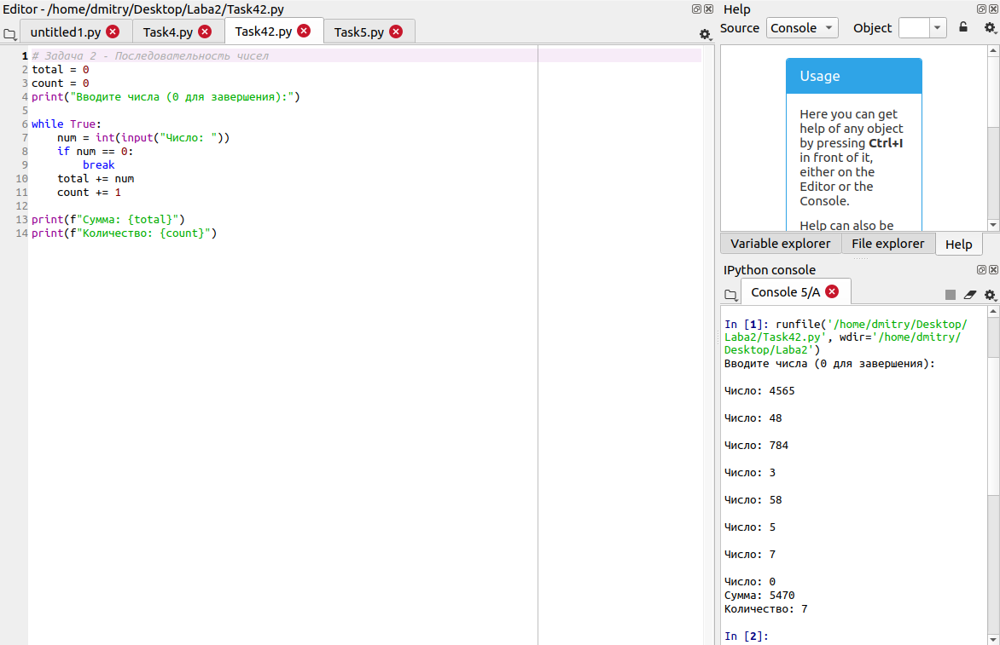 Editor - /home/dmitry/Desktop/Laba2/Task42.py
untitled1.py
Task4.py
Task42.py
Task5.py
1 # Задача 2 - Последовательность чисел
2 total = 0
3 count = 0
4 print("Вводите числа (0 для завершения):")
5
6 while True:
7     num = int(input("Число: "))
8     if num == 0:
9         break
10     total += num
11     count += 1
12
13 print(f"Сумма: {total}")
14 print(f"Количество: {count}")
Help
Source Console Object
Usage
Here you can get
help of any object
by pressing Ctrl+I
in front of it,
either on the
Editor or the
Console.
Help can also be
Variable explorer File explorer Help
IPython console
Console 5/A
In [1]: runfile('/home/dmitry/Desktop/
Laba2/Task42.py', wdir='/home/dmitry/
Desktop/Laba2')
Вводите числа (0 для завершения):
Число: 4565
Число: 48
Число: 784
Число: 3
Число: 58
Число: 5
Число: 7
Число: 0
Сумма: 5470
Количество: 7
In [2]: